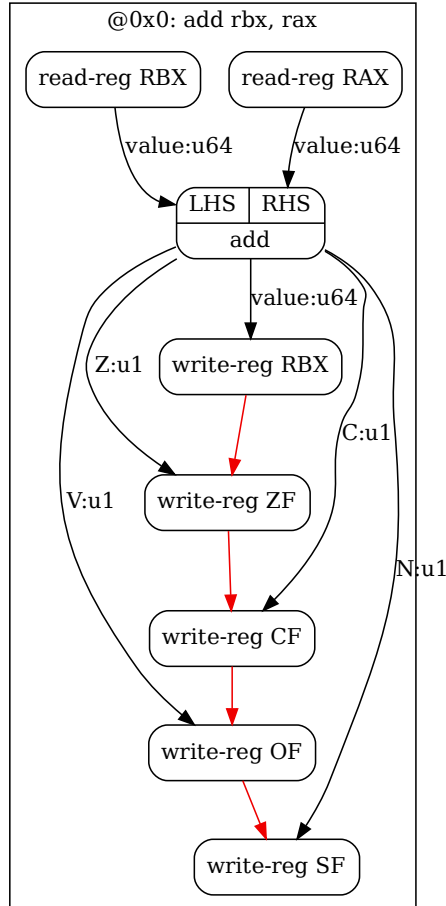 @0x0: add rbx, rax
read-reg RBX
read-reg RAX
value:u64
value:u64
LHS
RHS
add
value:u64
Z:u1
write-reg RBX
C:u1
V:u1
write-reg ZF
N:u1
write-reg CF
write-reg OF
write-reg SF